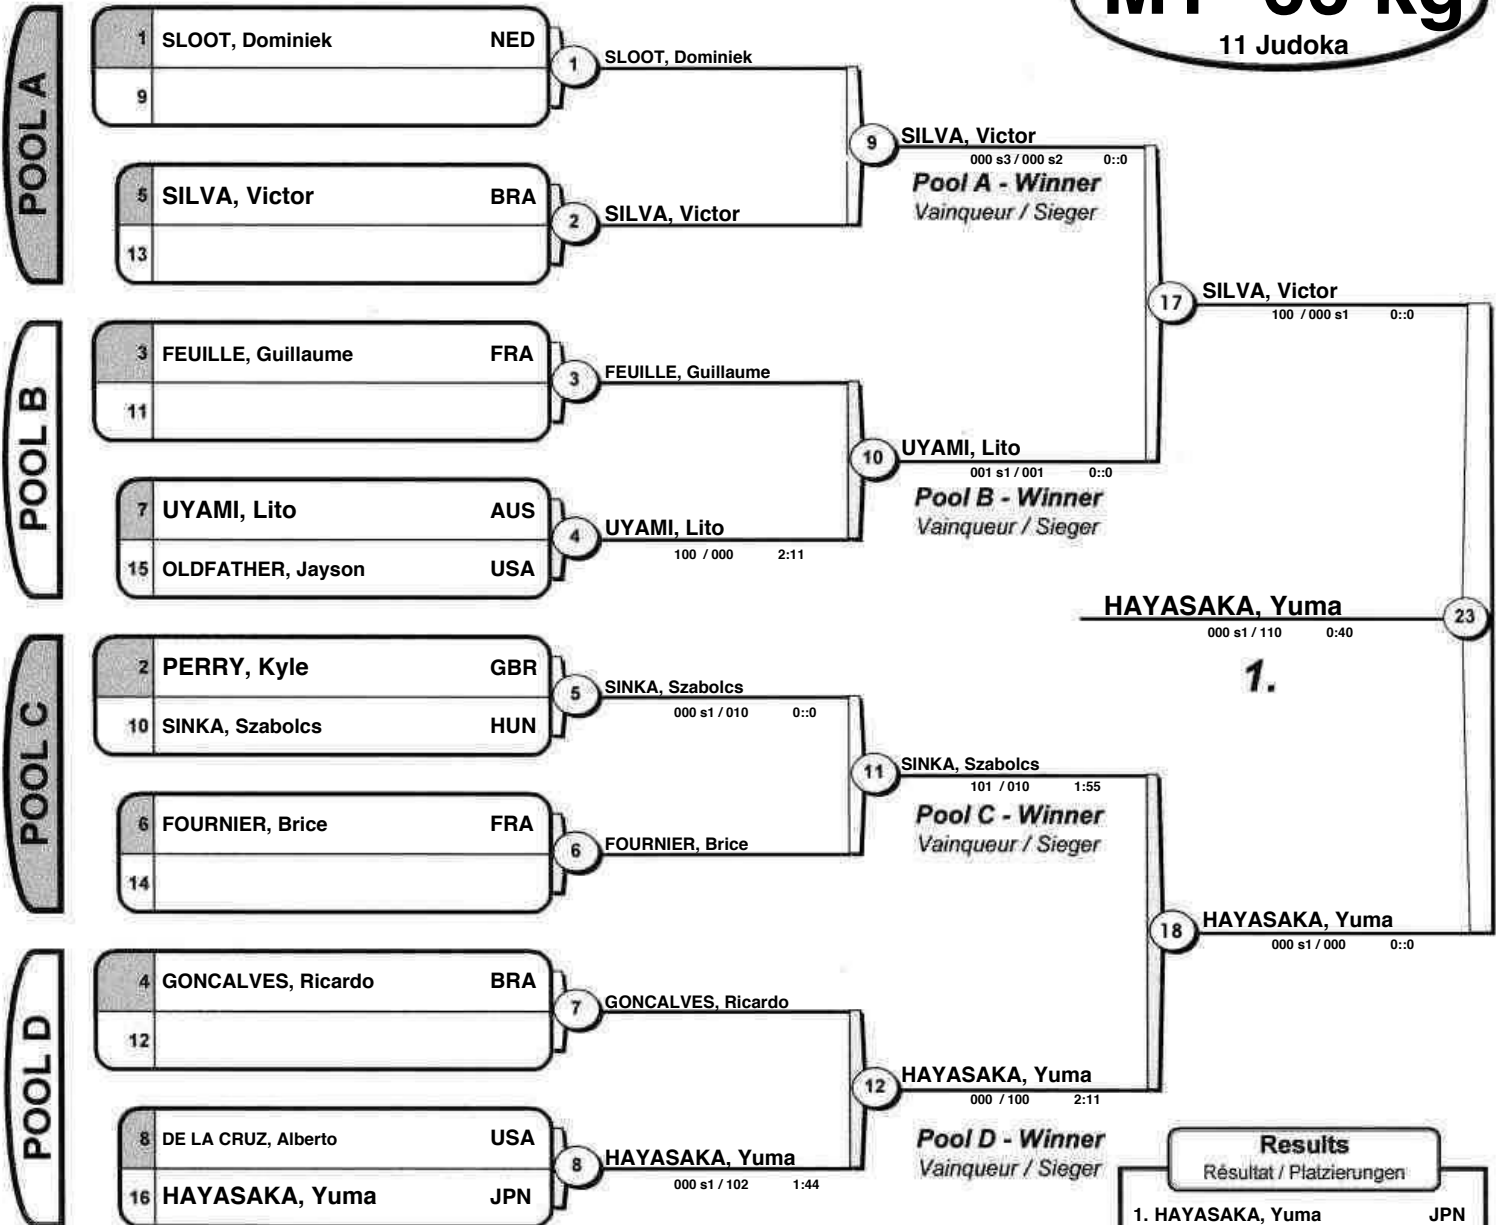 11 Judoka
POOL A
1 SLOOT, Dominiek NED
9
1
SLOOT, Dominiek
5 SILVA, Victor BRA
13
2
SILVA, Victor
9
SILVA, Victor
000 s3 / 000 s2 0::0
Pool A - Winner
Vainqueur / Sieger
POOL B
3 FEUILLE, Guillaume FRA
11
3
FEUILLE, Guillaume
7 UYAMI, Lito AUS
15 OLDFATHER, Jayson USA
4
UYAMI, Lito
100 / 000 2:11
10
UYAMI, Lito
001 s1 / 001 0::0
Pool B - Winner
Vainqueur / Sieger
17
SILVA, Victor
100 / 000 s1 0::0
HAYASAKA, Yuma
000 s1 / 110 0:40
23
1.
POOL C
2 PERRY, Kyle GBR
10 SINKA, Szabolcs HUN
5
SINKA, Szabolcs
000 s1 / 010 0::0
6 FOURNIER, Brice FRA
14
6
FOURNIER, Brice
11
SINKA, Szabolcs
101 / 010 1:55
Pool C - Winner
Vainqueur / Sieger
18
HAYASAKA, Yuma
000 s1 / 000 0::0
POOL D
4 GONCALVES, Ricardo BRA
12
7
GONCALVES, Ricardo
8 DE LA CRUZ, Alberto USA
16 HAYASAKA, Yuma JPN
8
HAYASAKA, Yuma
000 s1 / 102 1:44
12
HAYASAKA, Yuma
000 / 100 2:11
Pool D - Winner
Vainqueur / Sieger
Results
Résultat / Platzierungen
1. HAYASAKA, Yuma JPN